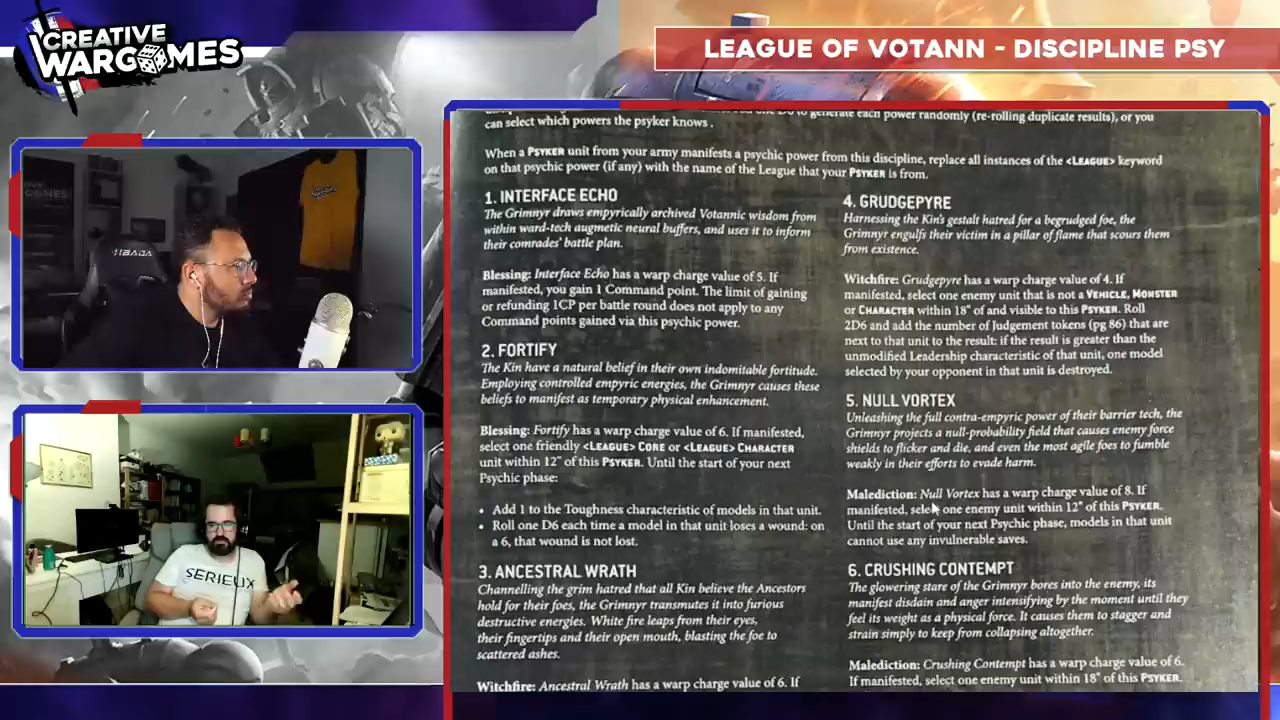 CREATIVE
WARGAMES
LEAGUE OF VOTANN - DISCIPLINE PSY
HBADA
SERIEUX
to generate each power randomly (re-rolling duplicate results), or you
can select which powers the psyker knows .
When a PSYKER unit from your army manifests a psychic power from this discipline, replace all instances of the <LEAGUE> keyword
on that psychic power (if any) with the name of the League that your PSYKER is from.
1. INTERFACE ECHO
The Grimnyr draws empyrically archived Votannic wisdom from
within ward-tech augmetic neural buffers, and uses it to inform
their comrades' battle plan.
Blessing: Interface Echo has a warp charge value of 5. If
manifested, you gain 1 Command point. The limit of gaining
or refunding 1CP per battle round does not apply to any
Command points gained via this psychic power.
2. FORTIFY
The Kin have a natural belief in their own indomitable fortitude.
Employing controlled empyric energies, the Grimnyr causes these
beliefs to manifest as temporary physical enhancement.
Blessing: Fortify has a warp charge value of 6. If manifested,
select one friendly <LEAGUE> CORE or <LEAGUE> CHARACTER
unit within 12" of this PSYKER. Until the start of your next
Psychic phase:
• Add 1 to the Toughness characteristic of models in that unit.
• Roll one D6 each time a model in that unit loses a wound: on
a 6, that wound is not lost.
3. ANCESTRAL WRATH
Channelling the grim hatred that all Kin believe the Ancestors
hold for their foes, the Grimnyr transmutes it into furious
destructive energies. White fire leaps from their eyes,
their fingertips and their open mouth, blasting the foe to
scattered ashes.
Witchfire: Ancestral Wrath has a warp charge value of 6. If
4. GRUDGEPYRE
Harnessing the Kin's gestalt hatred for a begrudged foe, the
Grimnyr engulfs their victim in a pillar of flame that scours them
from existence.
Witchfire: Grudgepyre has a warp charge value of 4. If
manifested, select one enemy unit that is not a VEHICLE, MONSTER
or CHARACTER within 18" of and visible to this PSYKER. Roll
2D6 and add the number of Judgement tokens (pg 86) that are
next to that unit to the result: if the result is greater than the
unmodified Leadership characteristic of that unit, one model
selected by your opponent in that unit is destroyed.
5. NULL VORTEX
Unleashing the full contra-empyric power of their barrier tech, the
Grimnyr projects a null-probability field that causes enemy force
shields to flicker and die, and even the most agile foes to fumble
weakly in their efforts to evade harm.
Malediction: Null Vortex has a warp charge value of 8. If
manifested, select one enemy unit within 12" of this PSYKER.
Until the start of your next Psychic phase, models in that unit
cannot use any invulnerable saves.
6. CRUSHING CONTEMPT
The glowering stare of the Grimnyr bores into the enemy, its
manifest disdain and anger intensifying by the moment until they
feel its weight as a physical force. It causes them to stagger and
strain simply to keep from collapsing altogether.
Malediction: Crushing Contempt has a warp charge value of 6.
If manifested, select one enemy unit within 18" of this PSYKER.